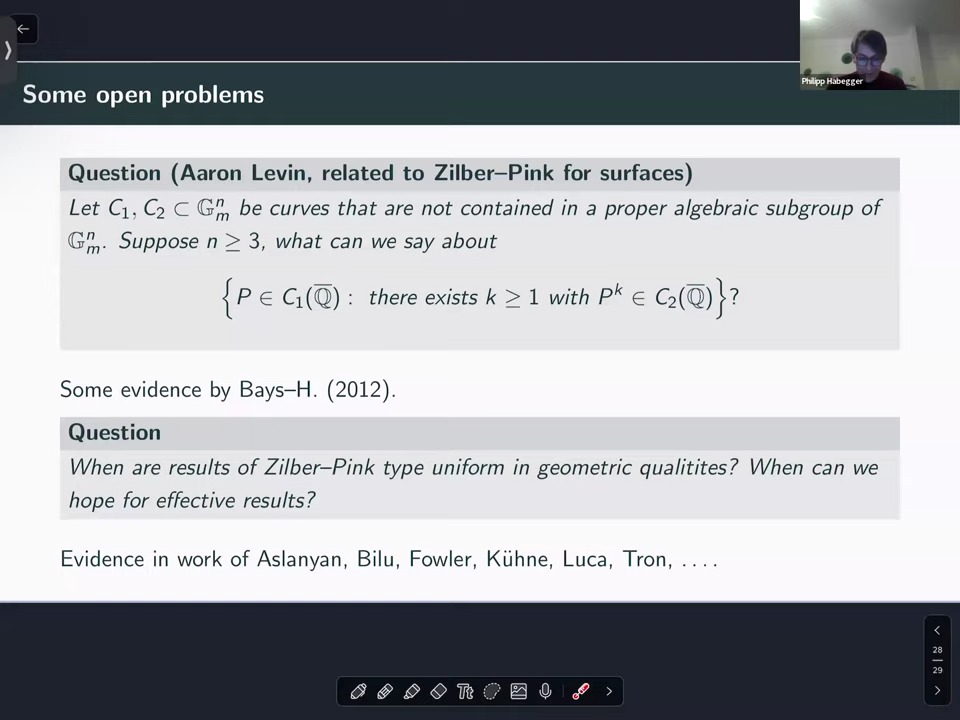 Philipp Habegger
Some open problems
Question (Aaron Levin, related to Zilber–Pink for surfaces)
Let C₁, C₂ ⊂ 𝔾ₘⁿ be curves that are not contained in a proper algebraic subgroup of
𝔾ₘⁿ. Suppose n ≥ 3, what can we say about
{P ∈ C₁(ℚ̅) : there exists k ≥ 1 with Pᵏ ∈ C₂(ℚ̅)}?
Some evidence by Bays–H. (2012).
Question
When are results of Zilber–Pink type uniform in geometric qualitites? When can we
hope for effective results?
Evidence in work of Aslanyan, Bilu, Fowler, Kühne, Luca, Tron, . . . .
28
29
Tt